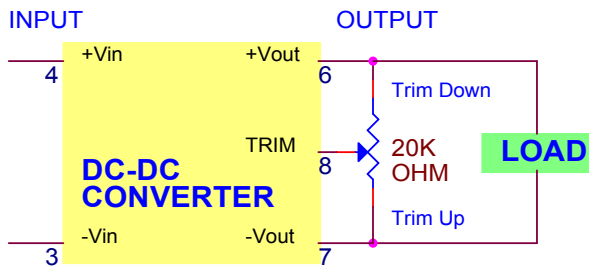 INPUT OUTPUT
+Vin +Vout
4 6
Trim Down
TRIM 20K
8 OHM
LOAD
DC-DC
CONVERTER
Trim Up
-Vin -Vout
3 7